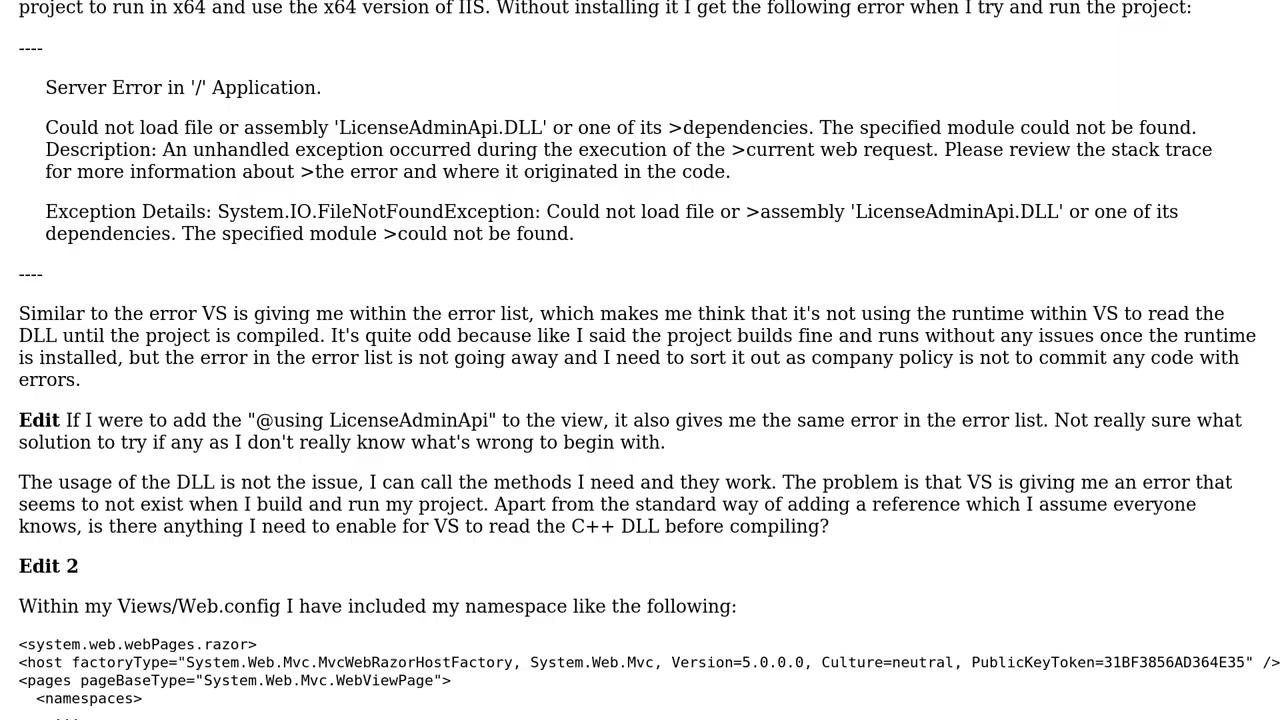 project to run in x64 and use the x64 version of IIS. Without installing it I get the following error when I try and run the project:
----
Server Error in '/' Application.
Could not load file or assembly 'LicenseAdminApi.DLL' or one of its >dependencies. The specified module could not be found.
Description: An unhandled exception occurred during the execution of the >current web request. Please review the stack trace
for more information about >the error and where it originated in the code.
Exception Details: System.IO.FileNotFoundException: Could not load file or >assembly 'LicenseAdminApi.DLL' or one of its
dependencies. The specified module >could not be found.
----
Similar to the error VS is giving me within the error list, which makes me think that it's not using the runtime within VS to read the
DLL until the project is compiled. It's quite odd because like I said the project builds fine and runs without any issues once the runtime
is installed, but the error in the error list is not going away and I need to sort it out as company policy is not to commit any code with
errors.
Edit If I were to add the "@using LicenseAdminApi" to the view, it also gives me the same error in the error list. Not really sure what
solution to try if any as I don't really know what's wrong to begin with.
The usage of the DLL is not the issue, I can call the methods I need and they work. The problem is that VS is giving me an error that
seems to not exist when I build and run my project. Apart from the standard way of adding a reference which I assume everyone
knows, is there anything I need to enable for VS to read the C++ DLL before compiling?
Edit 2
Within my Views/Web.config I have included my namespace like the following:
<system.web.webPages.razor>
<host factoryType="System.Web.Mvc.MvcWebRazorHostFactory, System.Web.Mvc, Version=5.0.0.0, Culture=neutral, PublicKeyToken=31BF3856AD364E35" />
<pages pageBaseType="System.Web.Mvc.WebViewPage">
<namespaces>
...